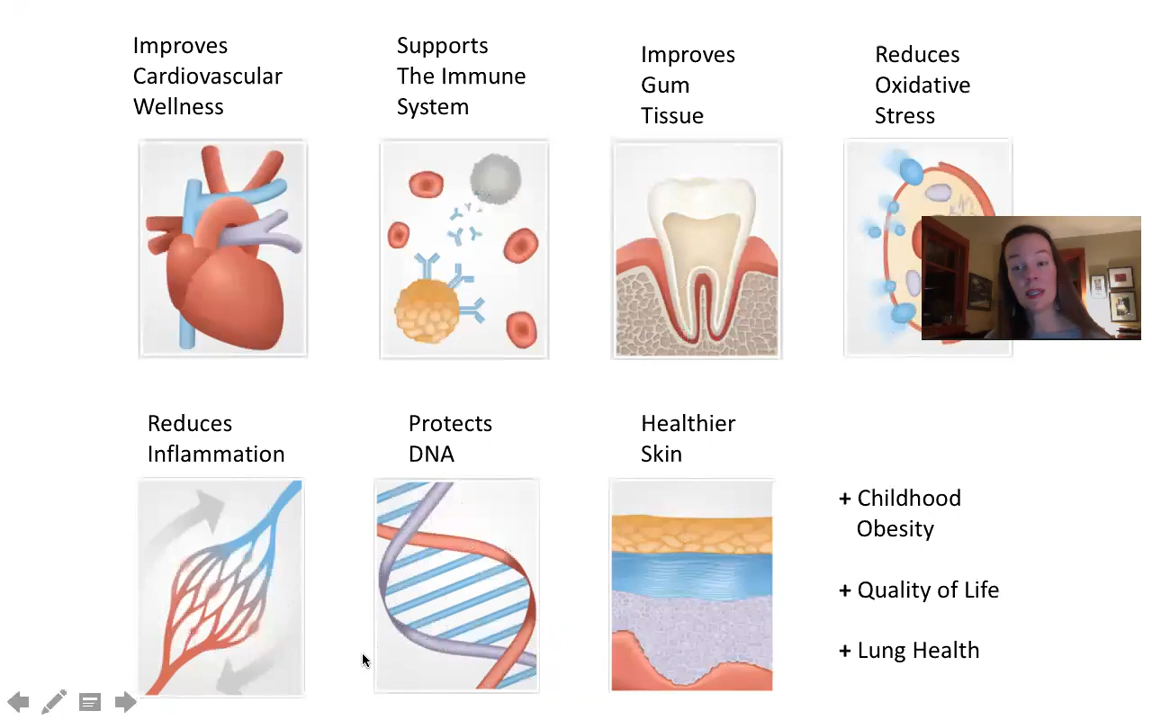 Improves
Cardiovascular
Wellness
Supports
The Immune
System
Improves
Gum
Tissue
Reduces
Oxidative
Stress
Reduces
Inflammation
Protects
DNA
Healthier
Skin
+ Childhood
Obesity
+ Quality of Life
+ Lung Health